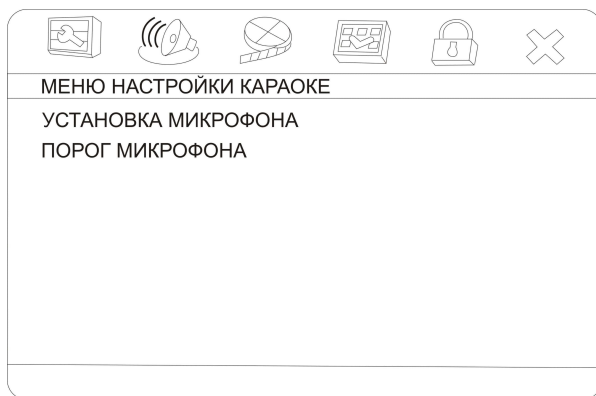 МЕНЮ НАСТРОЙКИ КАРАОКЕ
УСТАНОВКА МИКРОФОНА
ПОРОГ МИКРОФОНА